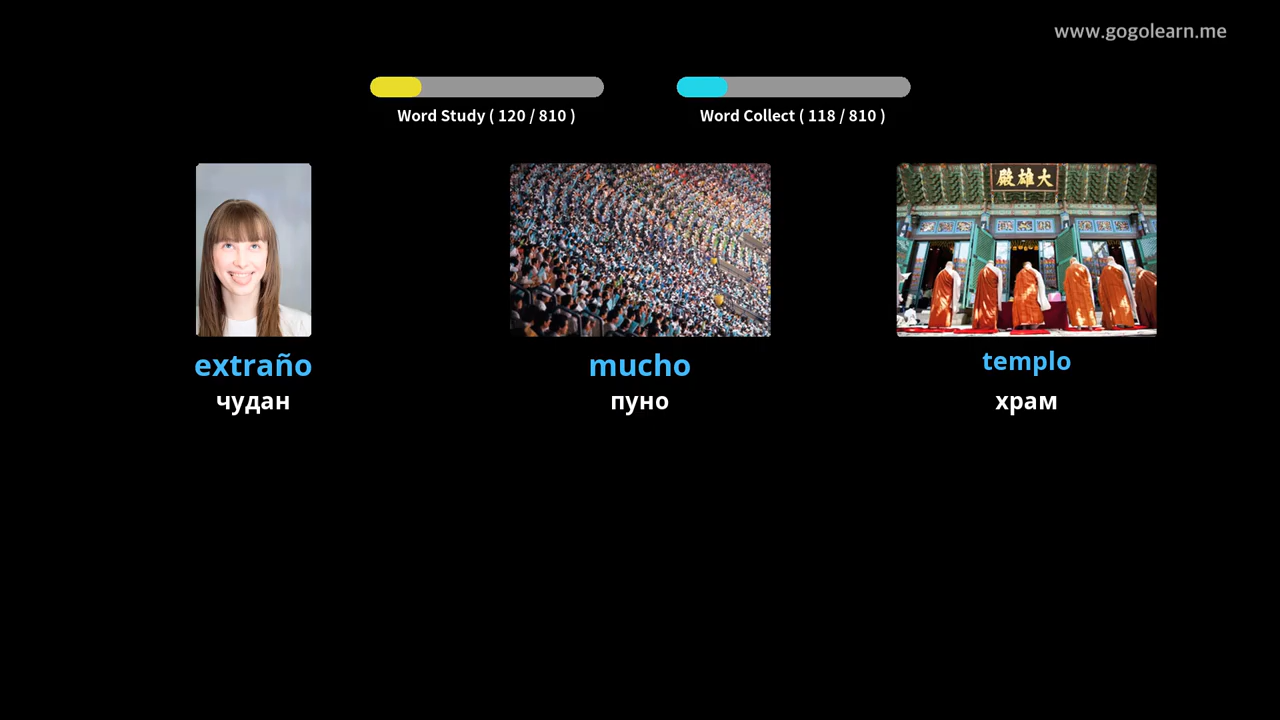 www.gogolearn.me
Word Study ( 120 / 810 )
Word Collect ( 118 / 810 )
大雄殿
extraño
mucho
templo
чудан
пуно
храм